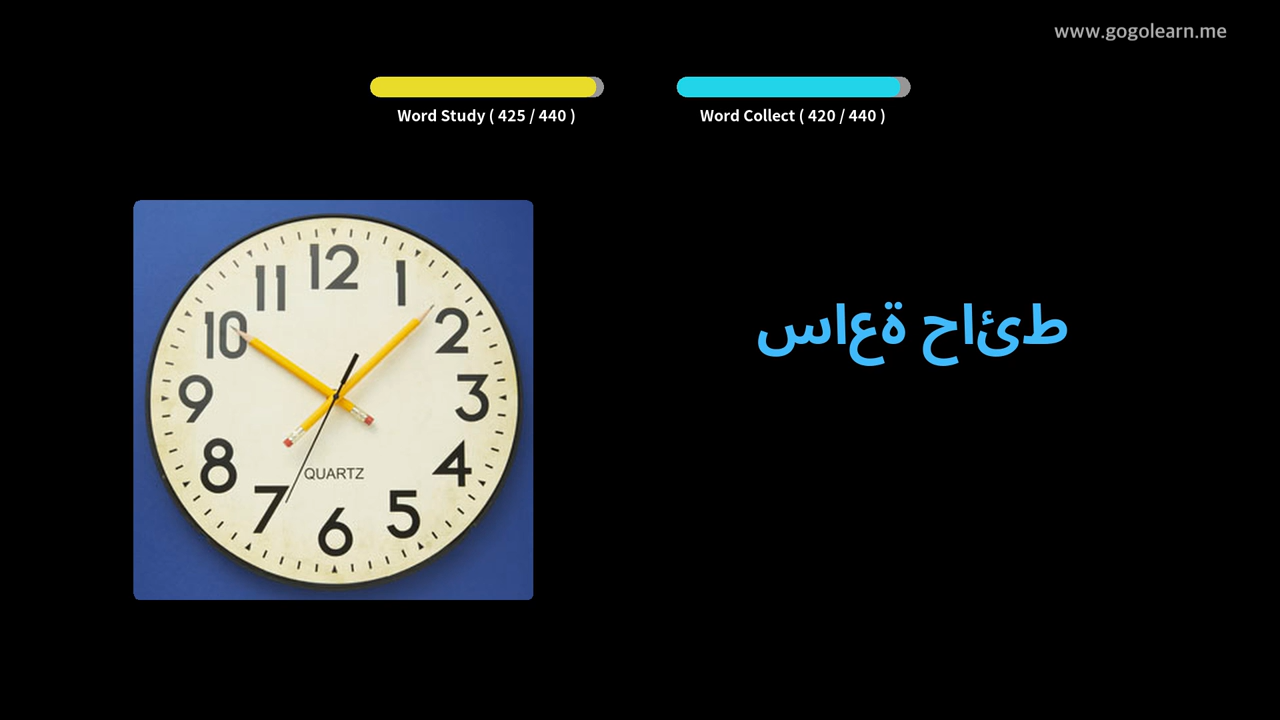 www.gogolearn.me
Word Study ( 425 / 440 )
Word Collect ( 420 / 440 )
12
11 1
10 2
9 3
8 4
QUARTZ
7 5
6
ساعة حائط